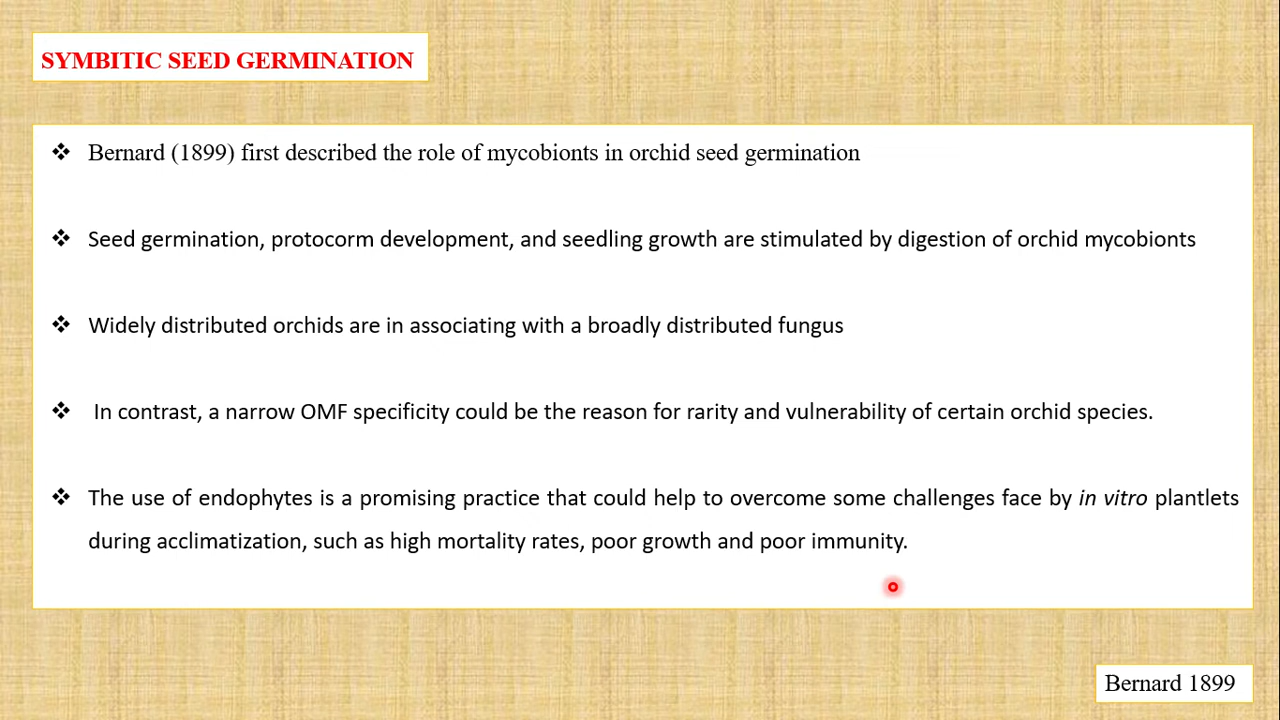 SYMBITIC SEED GERMINATION
❖ Bernard (1899) first described the role of mycobionts in orchid seed germination
❖ Seed germination, protocorm development, and seedling growth are stimulated by digestion of orchid mycobionts
❖ Widely distributed orchids are in associating with a broadly distributed fungus
❖ In contrast, a narrow OMF specificity could be the reason for rarity and vulnerability of certain orchid species.
❖ The use of endophytes is a promising practice that could help to overcome some challenges face by in vitro plantlets
during acclimatization, such as high mortality rates, poor growth and poor immunity.
Bernard 1899